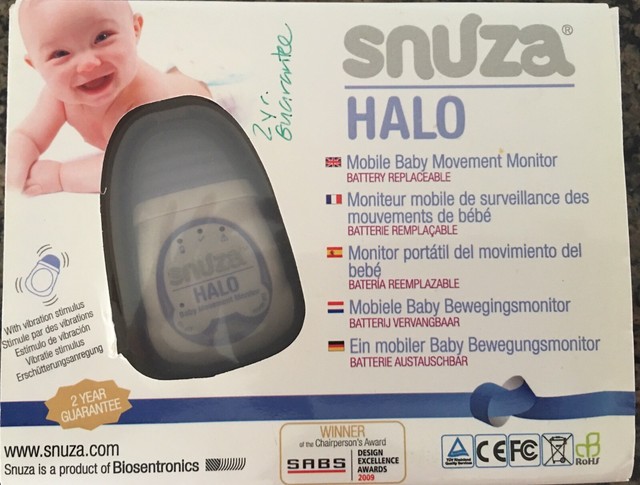 snuza®
HALO
2 yr.
Guarantee
Mobile Baby Movement Monitor
BATTERY REPLACEABLE
Moniteur mobile de surveillance des
mouvements de bébé
BATTERIE REMPLAÇABLE
Monitor portátil del movimiento del
bebé
BATERÍA REEMPLAZABLE
Mobiele Baby Bewegingsmonitor
BATTERIJ VERVANGBAAR
Ein mobiler Baby Bewegungsmonitor
BATTERIE AUSTAUSCHBAR
snuza
HALO
Baby Movement Monitor
With vibration stimulus
Stimule par des vibrations
Estimulo de vibración
Vibratie stimulus
Erschütterungsanregung
2 YEAR
GUARANTEE
www.snuza.com
Snuza is a product of Biosentronics
WINNER
of the Chairperson's Award
SABS
DESIGN
EXCELLENCE
AWARDS
2009
CE FC
RoHS